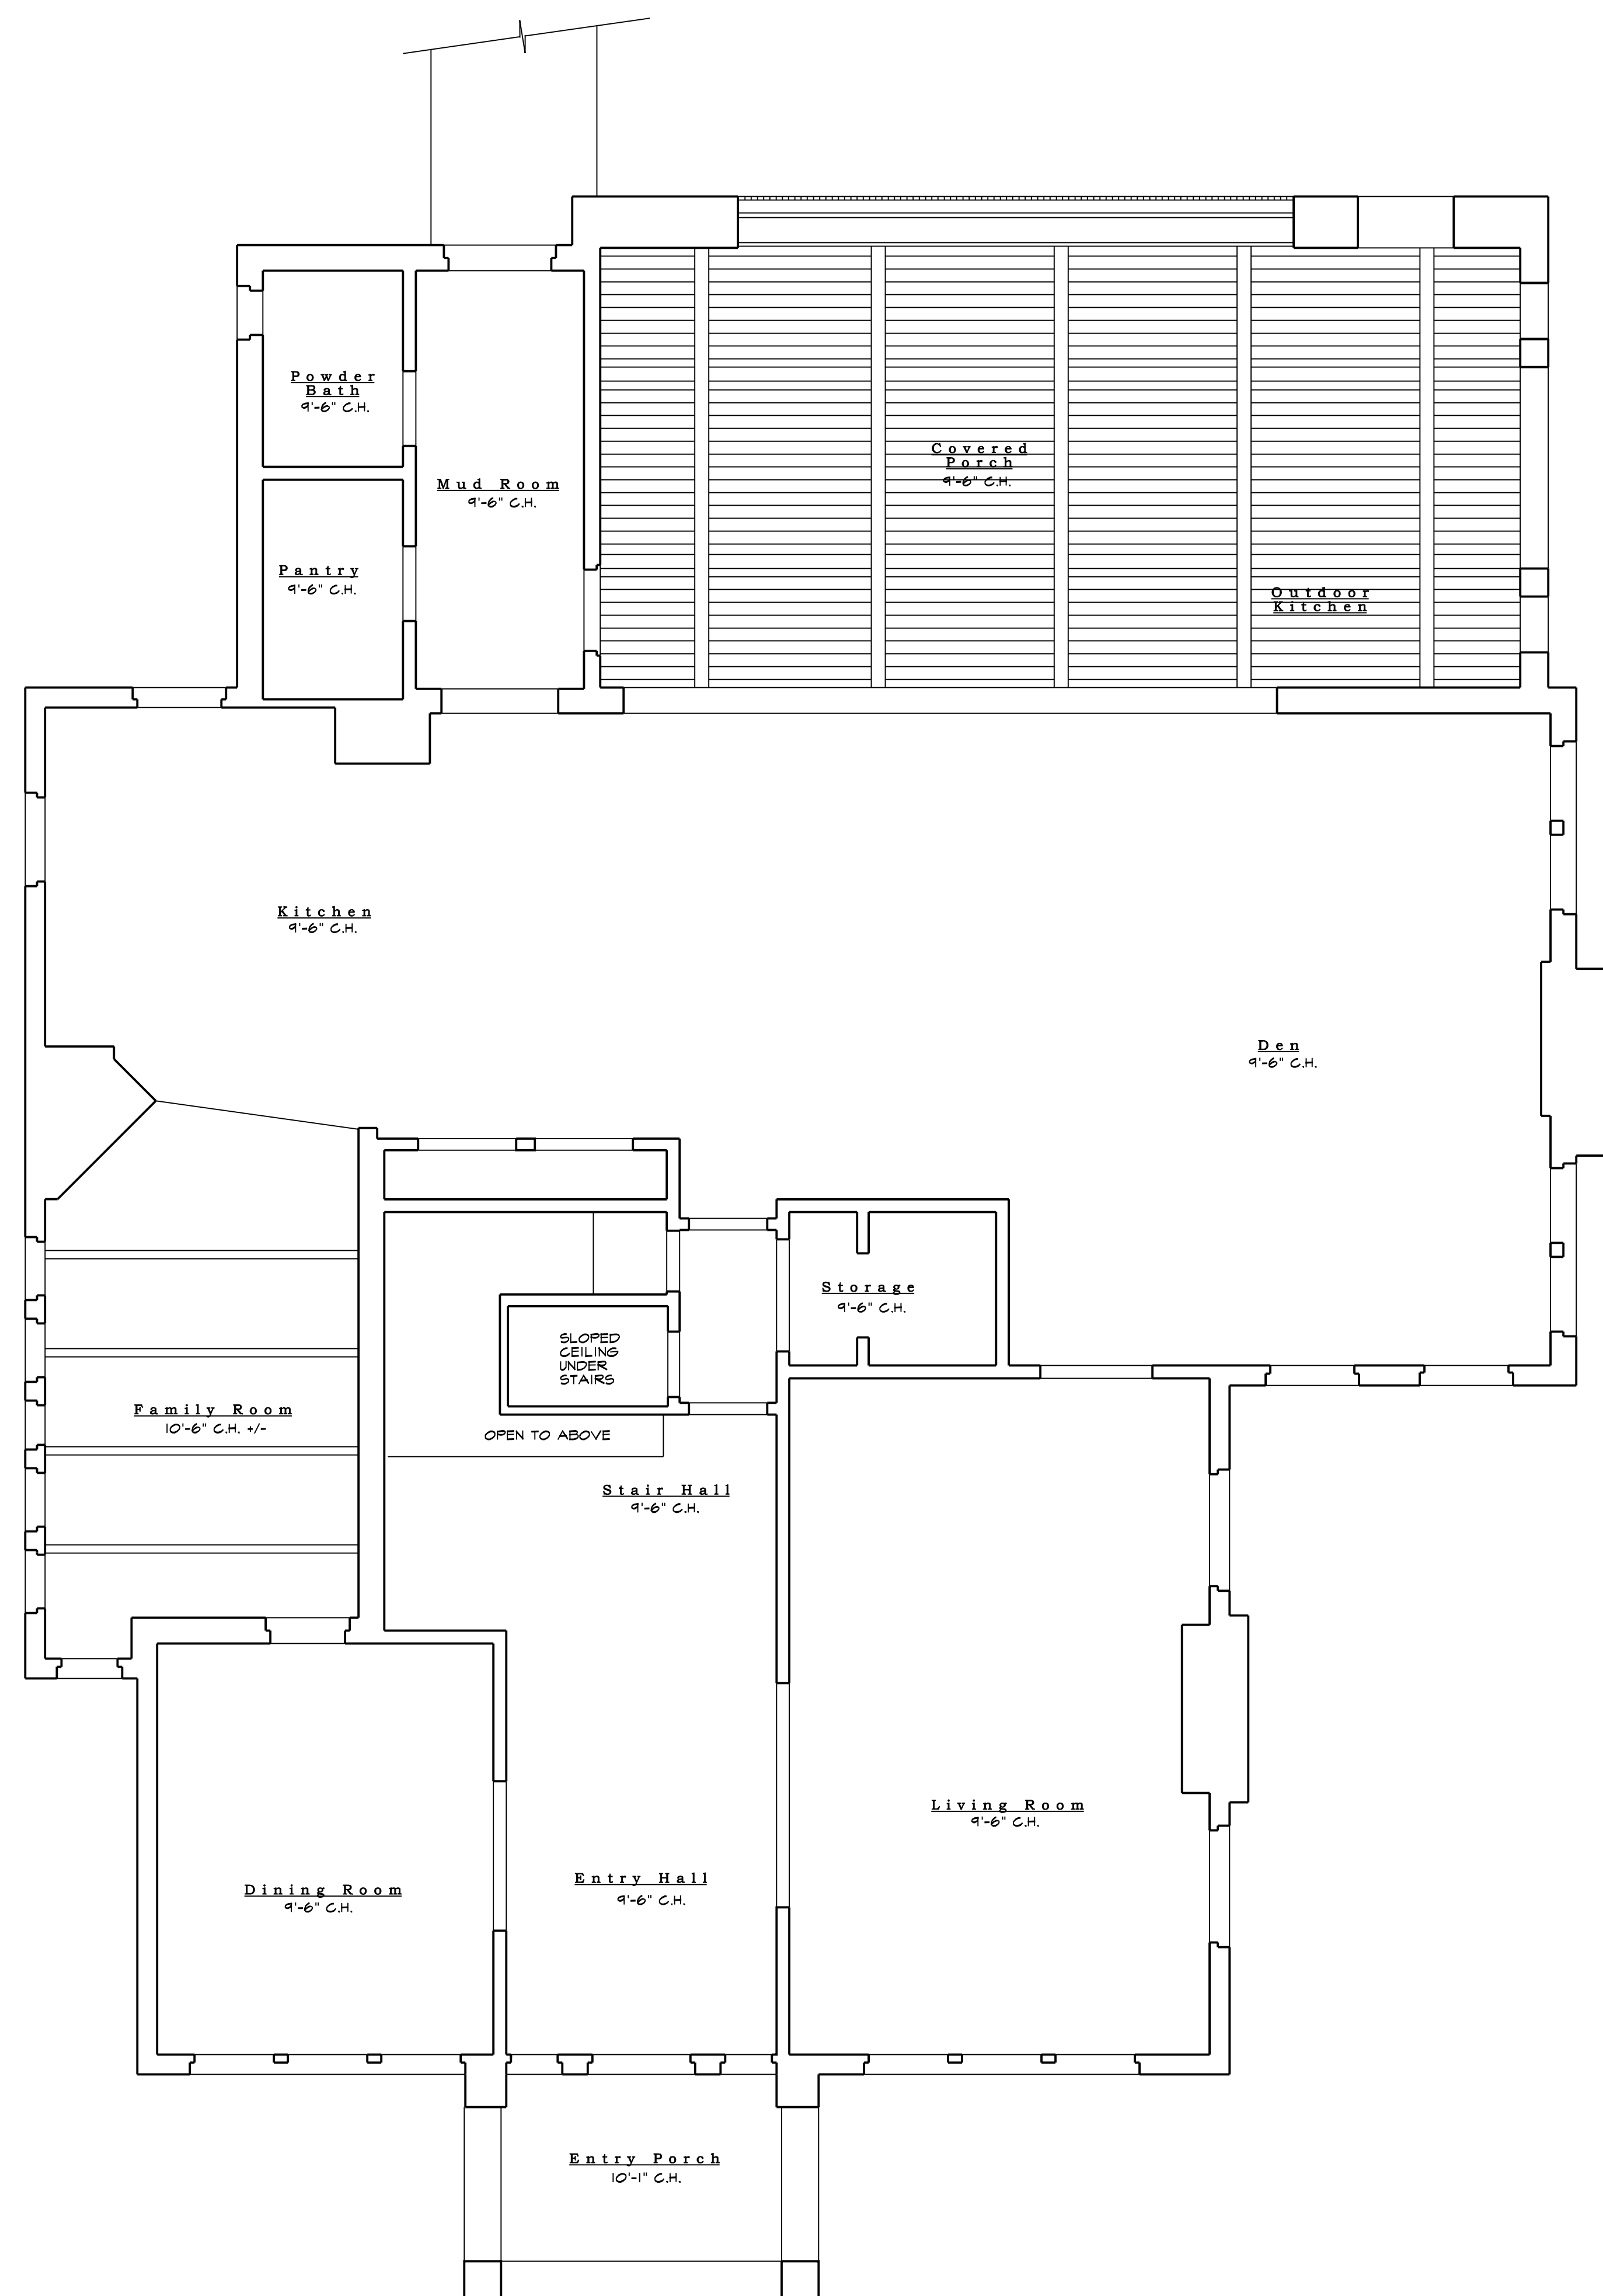 Powder
Bath
9'-6" C.H.
Mud Room
9'-6" C.H.
Covered
Porch
9'-6" C.H.
Pantry
9'-6" C.H.
Outdoor
Kitchen
Kitchen
9'-6" C.H.
Den
9'-6" C.H.
Storage
9'-6" C.H.
SLOPED
CEILING
UNDER
STAIRS
Family Room
10'-6" C.H. +/-
OPEN TO ABOVE
Stair Hall
9'-6" C.H.
Living Room
9'-6" C.H.
Entry Hall
9'-6" C.H.
Dining Room
9'-6" C.H.
Entry Porch
10'-1" C.H.